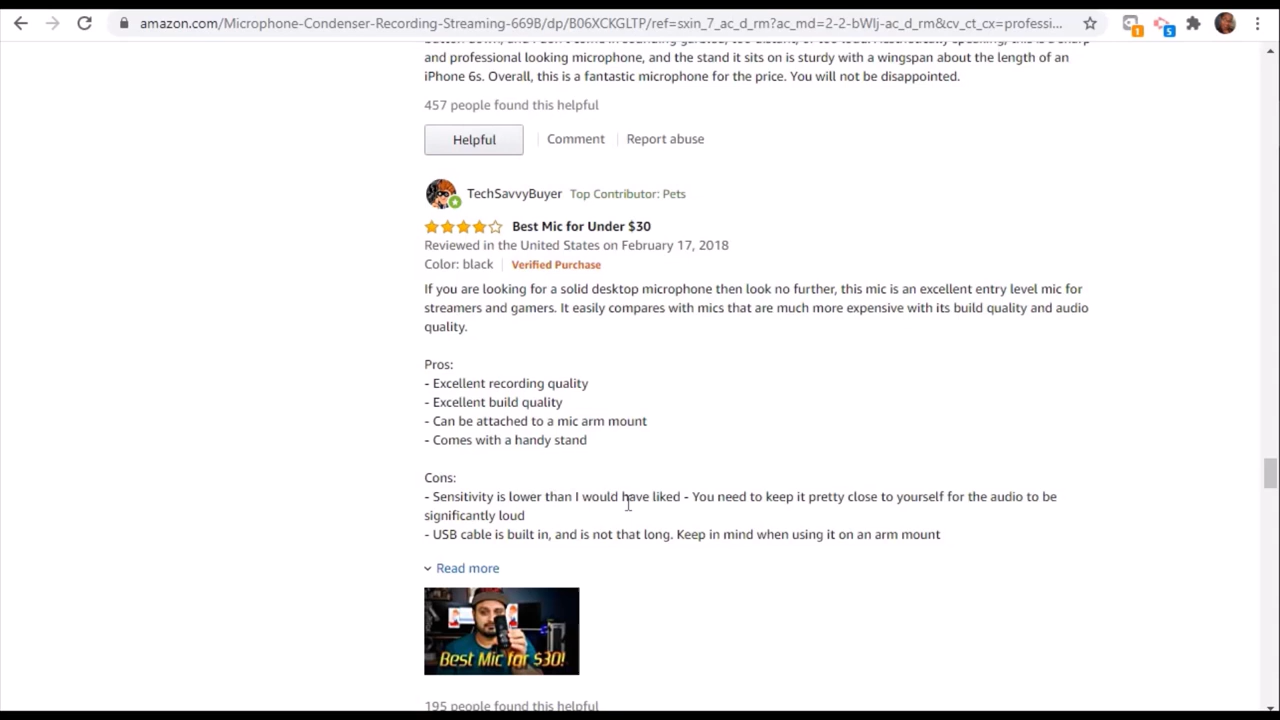 amazon.com/Microphone-Condenser-Recording-Streaming-669B/dp/B06XCKGLTP/ref=sxin_7_ac_d_rm?ac_md=2-2-bWlj-ac_d_rm&cv_ct_cx=professi...
1
5
and professional looking microphone, and the stand it sits on is sturdy with a wingspan about the length of an
iPhone 6s. Overall, this is a fantastic microphone for the price. You will not be disappointed.
457 people found this helpful
Helpful
Comment
Report abuse
TechSavvyBuyer Top Contributor: Pets
Best Mic for Under $30
Reviewed in the United States on February 17, 2018
Color: black Verified Purchase
If you are looking for a solid desktop microphone then look no further, this mic is an excellent entry level mic for
streamers and gamers. It easily compares with mics that are much more expensive with its build quality and audio
quality.
Pros:
- Excellent recording quality
- Excellent build quality
- Can be attached to a mic arm mount
- Comes with a handy stand
Cons:
- Sensitivity is lower than I would have liked - You need to keep it pretty close to yourself for the audio to be
significantly loud
- USB cable is built in, and is not that long. Keep in mind when using it on an arm mount
Read more
Best Mic for $30!
195 people found this helpful